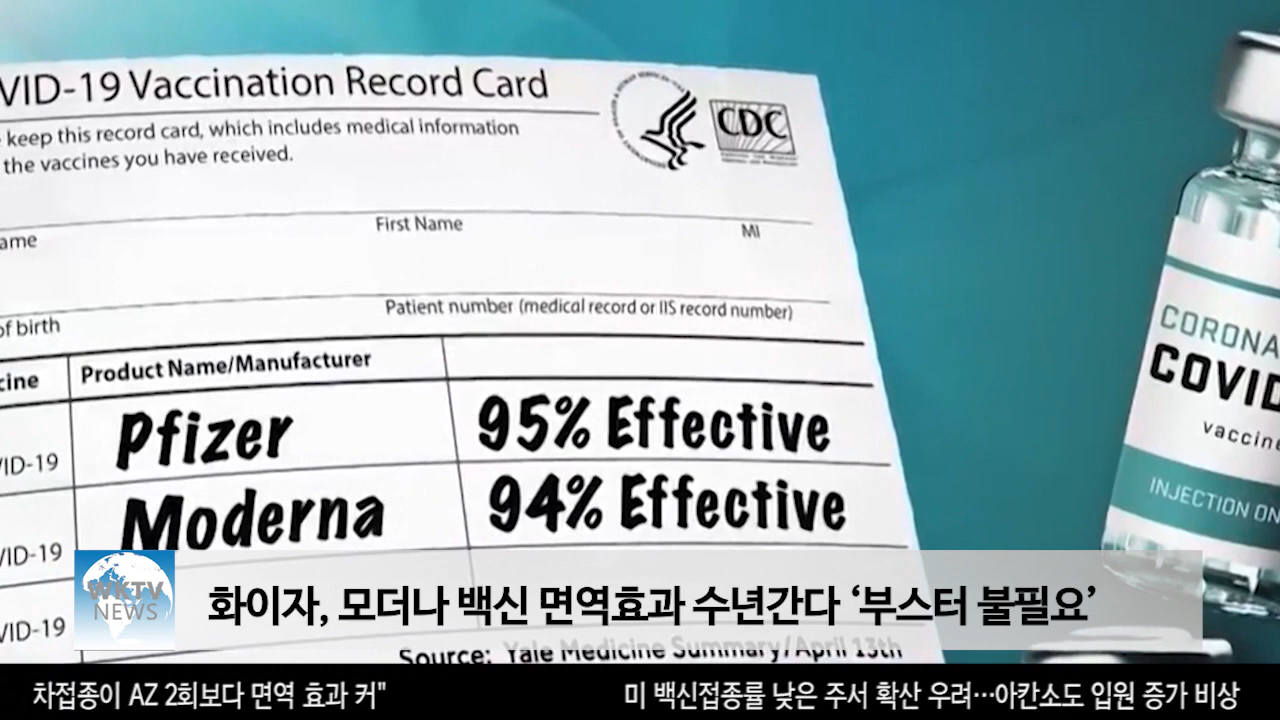 VID-19 Vaccination Record Card
keep this record card, which includes medical information
the vaccines you have received.
CDC
First Name
MI
ame
Patient number (medical record or IIS record number)
of birth
cine
Product Name/Manufacturer
Pfizer
95% Effective
VID-19
Moderna
94% Effective
VID-19
VID-19
CORONA
COVID
vaccine
INJECTION ON
WKTV
NEWS
화이자, 모더나 백신 면역효과 수년간다 ‘부스터 불필요’
Source: Yale Medicine Summary/April 13th
차접종이 AZ 2회보다 면역 효과 커"
미 백신접종률 낮은 주서 확산 우려…아칸소도 입원 증가 비상